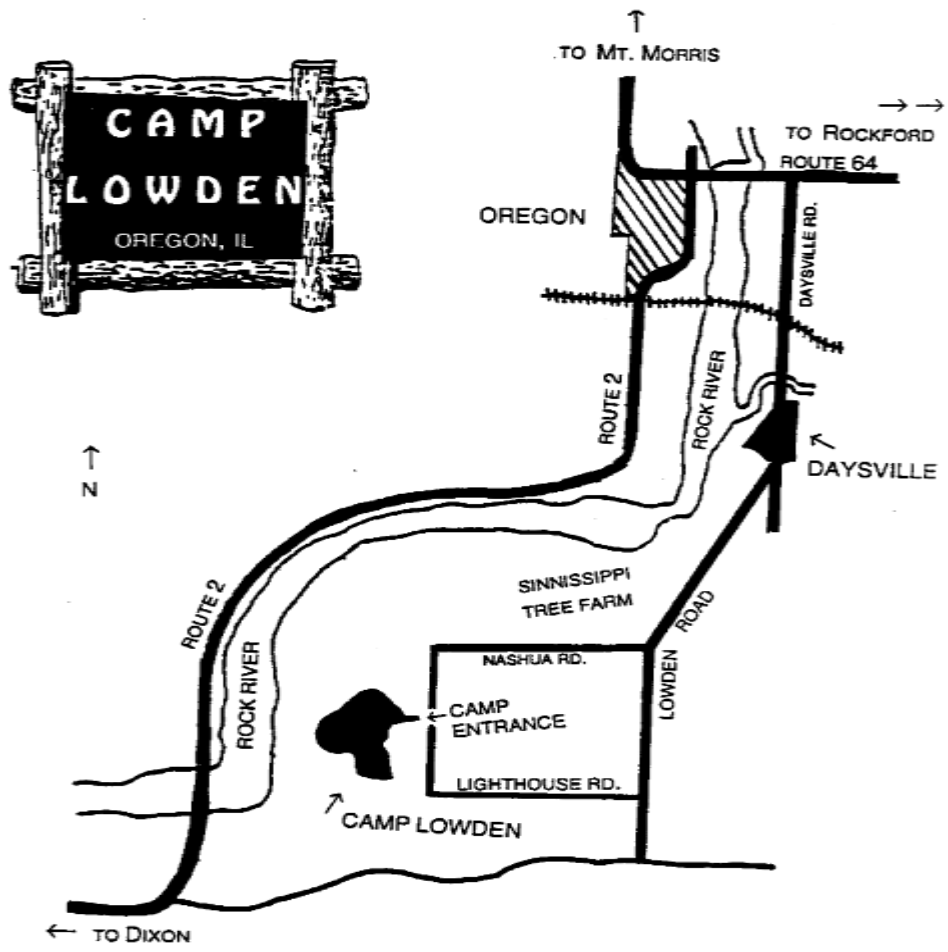 CAMP
LOWDEN
OREGON, IL
↑
TO MT. MORRIS
→ →
TO ROCKFORD
ROUTE 64
OREGON
DAYSVILLE RD.
ROUTE 2
ROCK RIVER
↑
N
← DAYSVILLE
SINNISSIPPI
TREE FARM
ROUTE 2
ROCK RIVER
LOWDEN ROAD
NASHUA RD.
← CAMP
ENTRANCE
LIGHTHOUSE RD.
CAMP LOWDEN
← TO DIXON